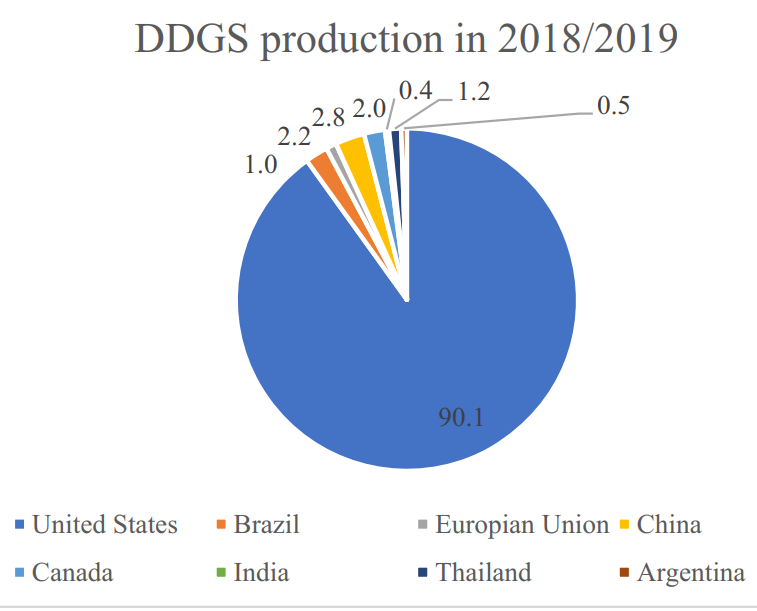 DDGS production in 2018/2019
0.4 1.2
2.8 2.0 0.5
2.2
1.0
90.1
United States Brazil Europian Union China
Canada India Thailand Argentina